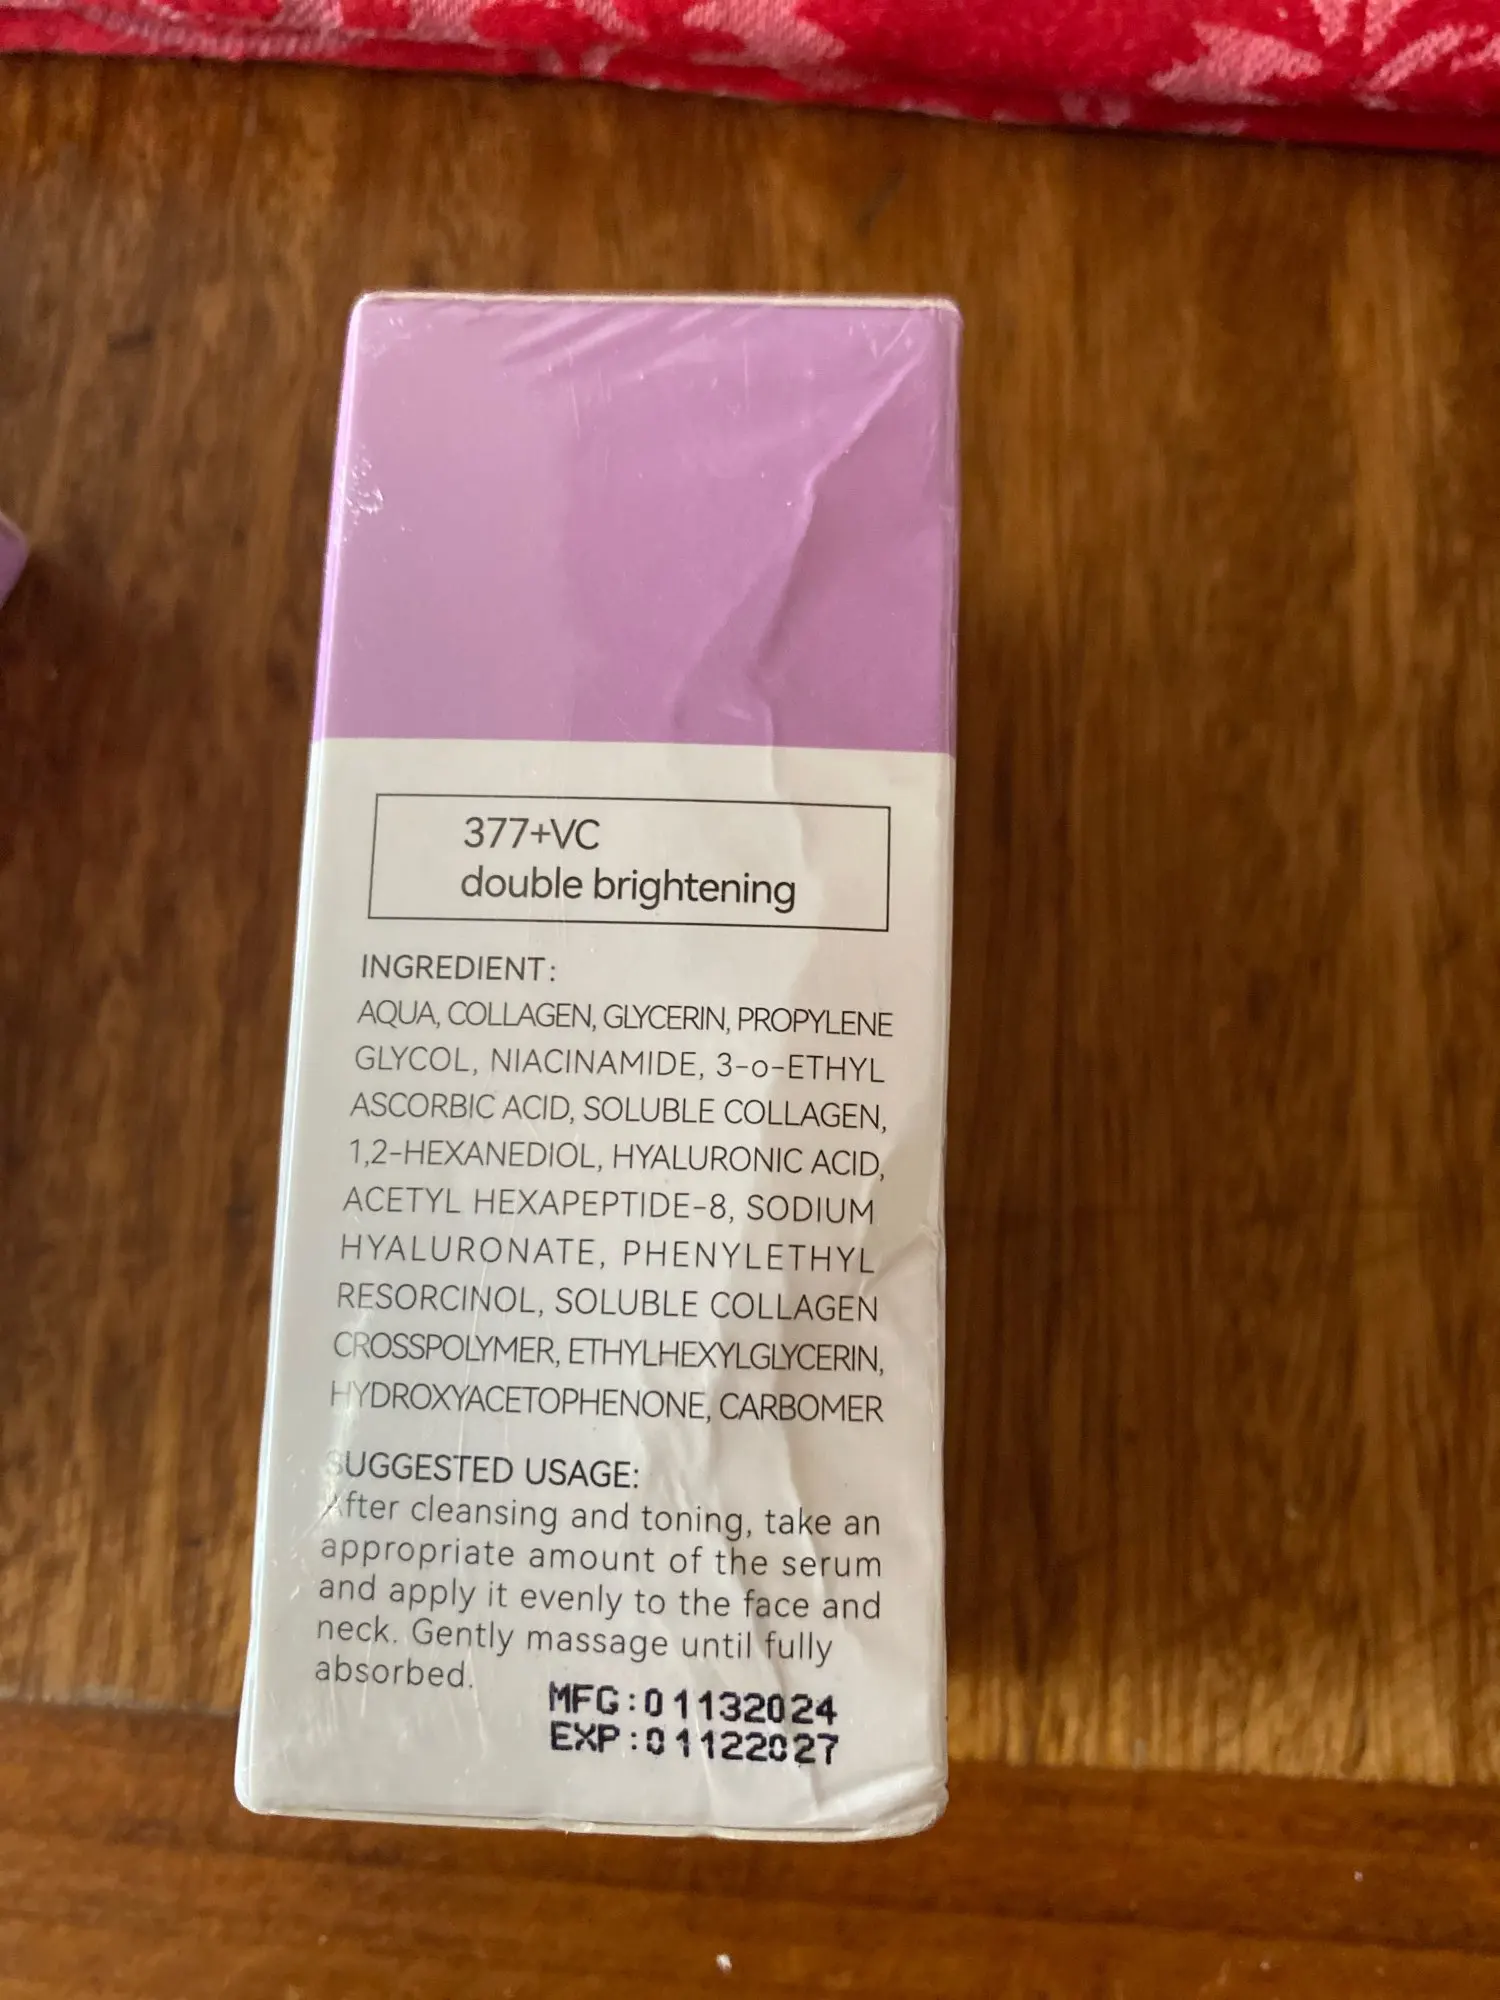 377+VC
double brightening
INGREDIENT:
AQUA, COLLAGEN, GLYCERIN, PROPYLENE
GLYCOL, NIACINAMIDE, 3-o-ETHYL
ASCORBIC ACID, SOLUBLE COLLAGEN,
1,2-HEXANEDIOL, HYALURONIC ACID,
ACETYL HEXAPEPTIDE-8, SODIUM
HYALURONATE, PHENYLETHYL
RESORCINOL, SOLUBLE COLLAGEN
CROSSPOLYMER, ETHYLHEXYLGLYCERIN,
HYDROXYACETOPHENONE, CARBOMER
SUGGESTED USAGE:
After cleansing and toning, take an
appropriate amount of the serum
and apply it evenly to the face and
neck. Gently massage until fully
absorbed.
MFG:01132024
EXP:01122027